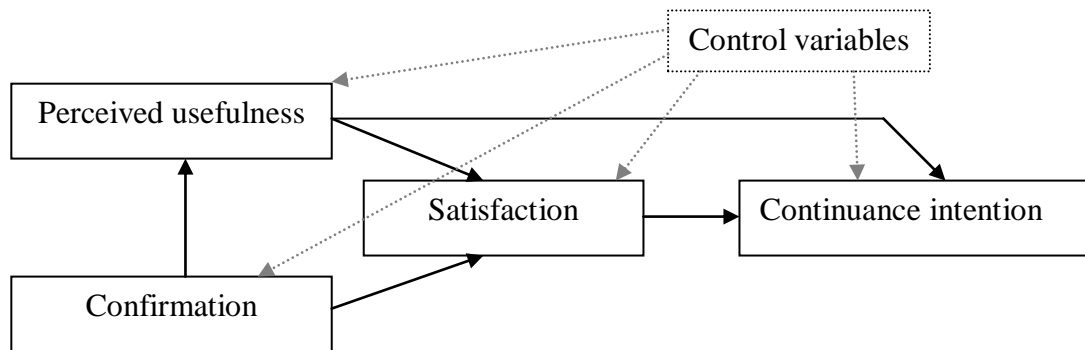 Control variables
Perceived usefulness
Satisfaction
Continuance intention
Confirmation